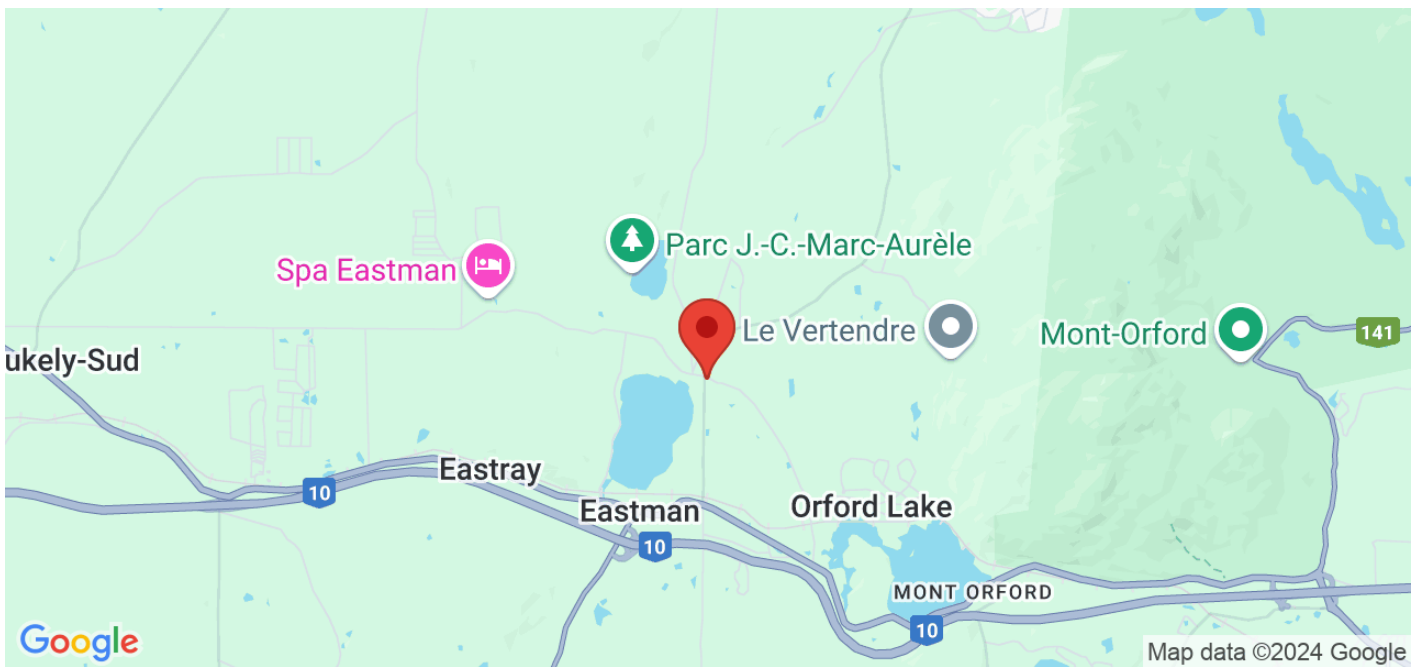 Parc J.-C.-Marc-Aurèle
Spa Eastman
Le Vertendre
Mont-Orford
141
ukely-Sud
Eastray
10
Eastman
Orford Lake
10
MONT ORFORD
10
Google
Map data ©2024 Google